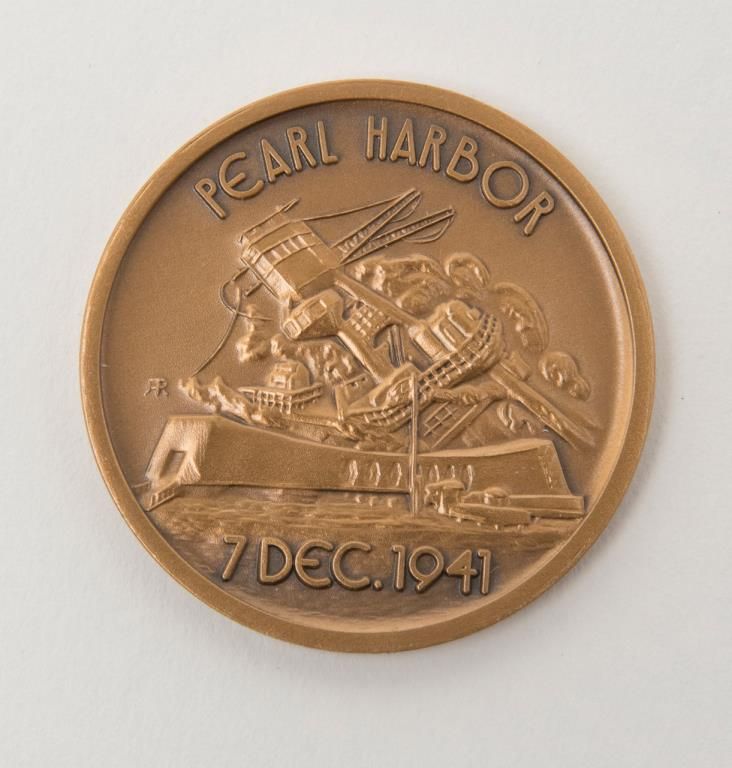 PEARL HARBOR
7 DEC. 1941